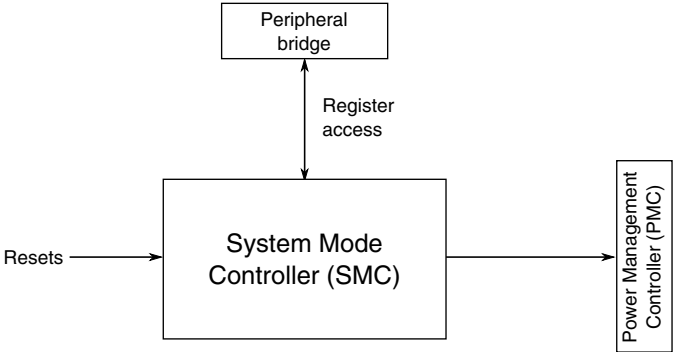 Peripheral
bridge
Register
access
Resets
System Mode
Controller (SMC)
Power Management
Controller (PMC)